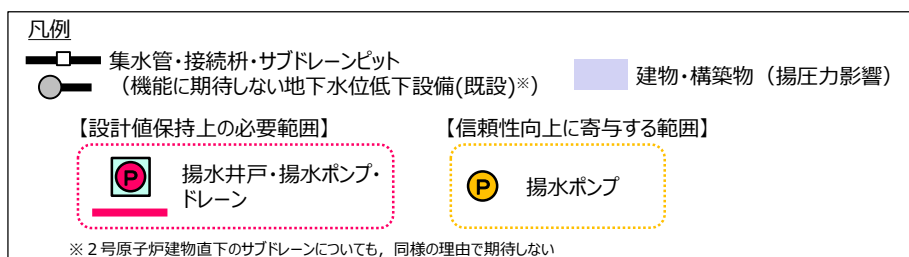 凡例
集水管・接続枡・サブドレーンピット
（機能に期待しない地下水位低下設備(既設)※）
建物・構築物（揚圧力影響）
【設計値保持上の必要範囲】
【信頼性向上に寄与する範囲】
P
揚水井戸・揚水ポンプ・
ドレーン
P
揚水ポンプ
※２号原子炉建物直下のサブドレーンについても，同様の理由で期待しない